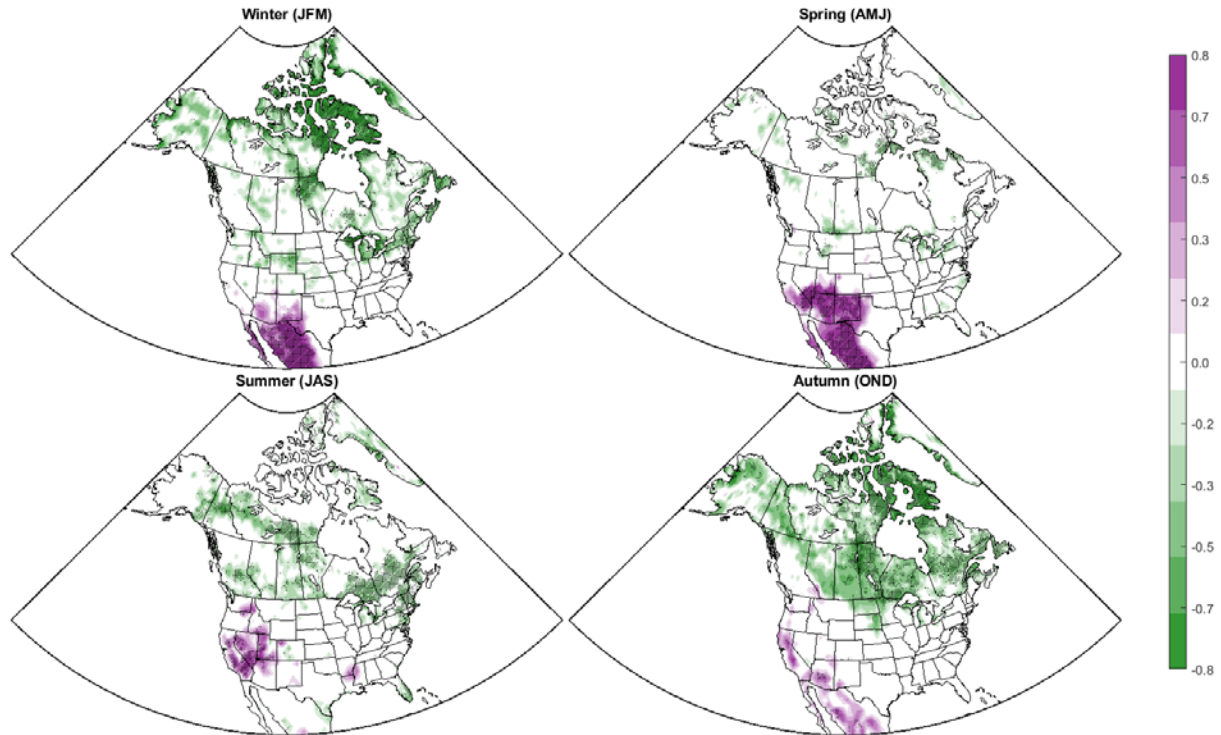 Winter (JFM)
Spring (AMJ)
Summer (JAS)
Autumn (OND)
0.8
0.7
0.5
0.3
0.2
0.0
-0.2
-0.3
-0.5
-0.7
-0.8